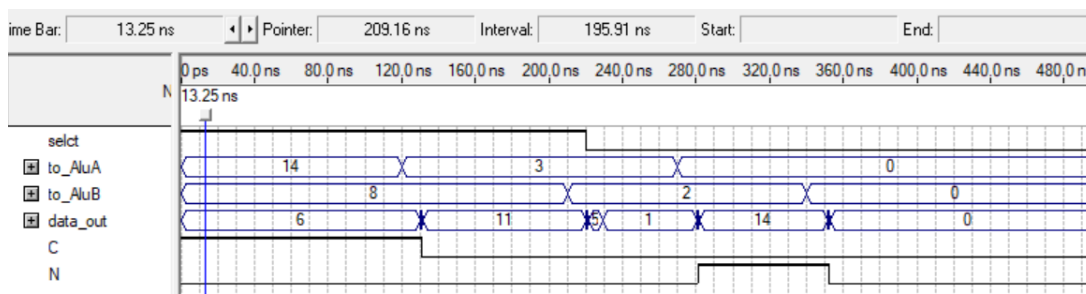 ime Bar: 13.25 ns Pointer: 209.16 ns Interval: 195.91 ns Start: End:
0 ps 40.0 ns 80.0 ns 120.0 ns 160.0 ns 200.0 ns 240.0 ns 280.0 ns 320.0 ns 360.0 ns 400.0 ns 440.0 ns 480.0 n
N 13.25 ns
selct
to_AluA 14 3 0
to_AluB 8 2 0
data_out 6 11 5 1 14 0
C
N